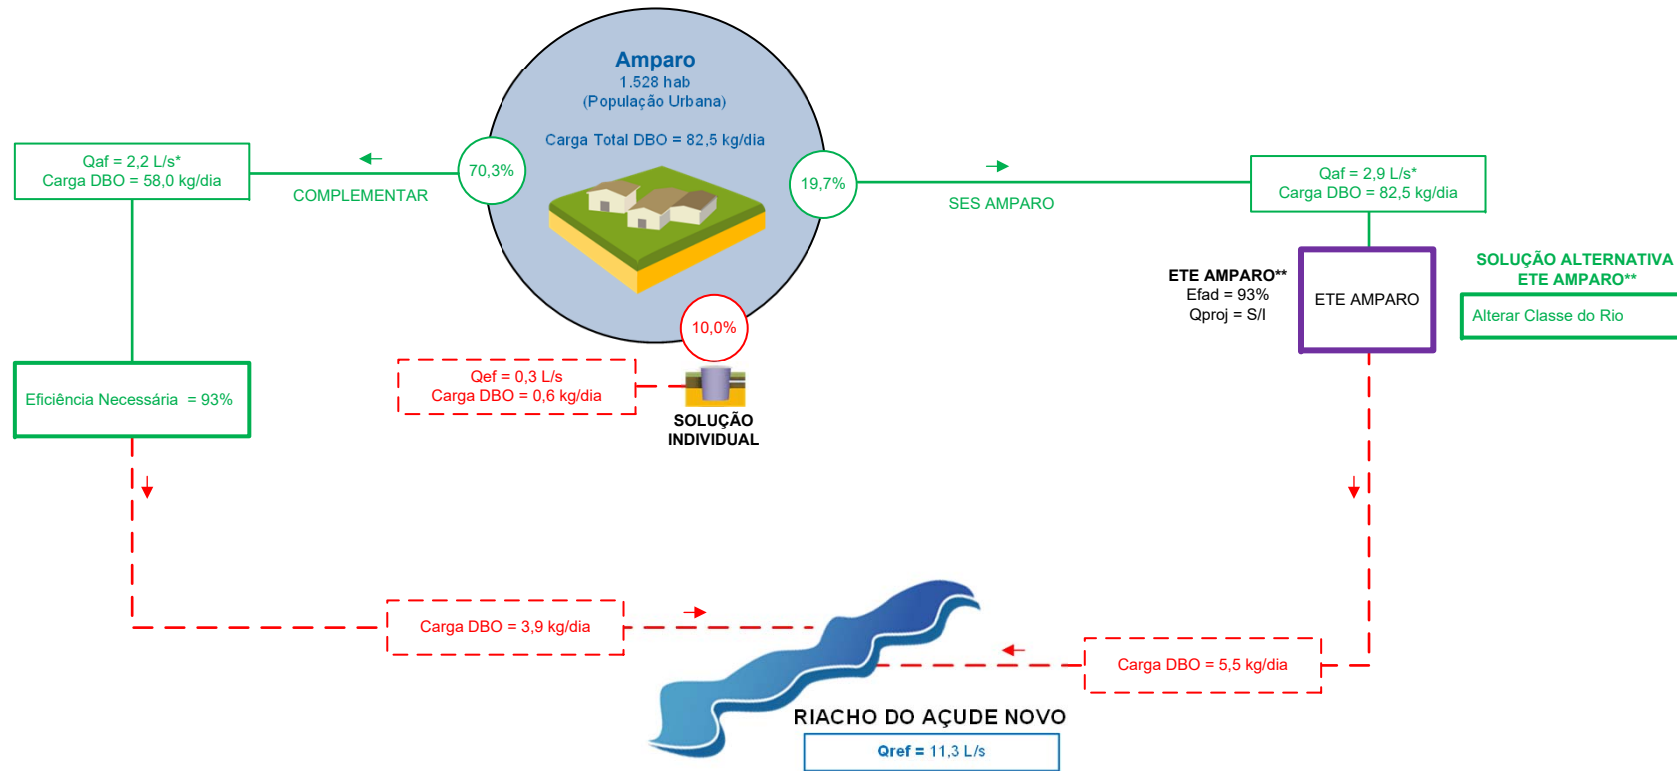 Amparo
1.528 hab
(População Urbana)
Carga Total DBO = 82,5 kg/dia
70,3%
19,7%
10,0%
Qaf = 2,2 L/s*
Carga DBO = 58,0 kg/dia
COMPLEMENTAR
SES AMPARO
Qaf = 2,9 L/s*
Carga DBO = 82,5 kg/dia
ETE AMPARO**
Efad = 93%
Qproj = S/I
ETE AMPARO
SOLUÇÃO ALTERNATIVA
ETE AMPARO**
Alterar Classe do Rio
Qef = 0,3 L/s
Carga DBO = 0,6 kg/dia
SOLUÇÃO
INDIVIDUAL
Eficiência Necessária = 93%
Carga DBO = 3,9 kg/dia
Carga DBO = 5,5 kg/dia
RIACHO DO AÇUDE NOVO
Qref = 11,3 L/s